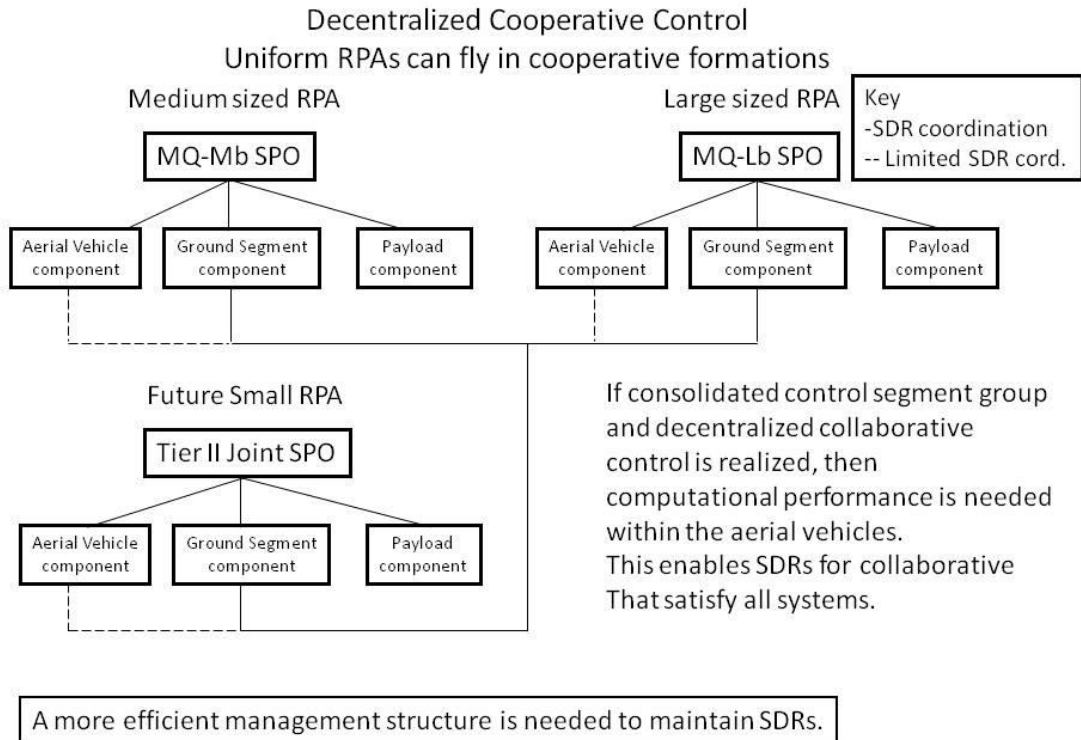 Decentralized Cooperative Control
Uniform RPAs can fly in cooperative formations
Medium sized RPA
Large sized RPA
Key
-SDR coordination
-- Limited SDR cord.
MQ-Mb SPO
MQ-Lb SPO
Aerial Vehicle
component
Ground Segment
component
Payload
component
Aerial Vehicle
component
Ground Segment
component
Payload
component
Future Small RPA
Tier II Joint SPO
Aerial Vehicle
component
Ground Segment
component
Payload
component
If consolidated control segment group
and decentralized collaborative
control is realized, then
computational performance is needed
within the aerial vehicles.
This enables SDRs for collaborative
That satisfy all systems.
A more efficient management structure is needed to maintain SDRs.